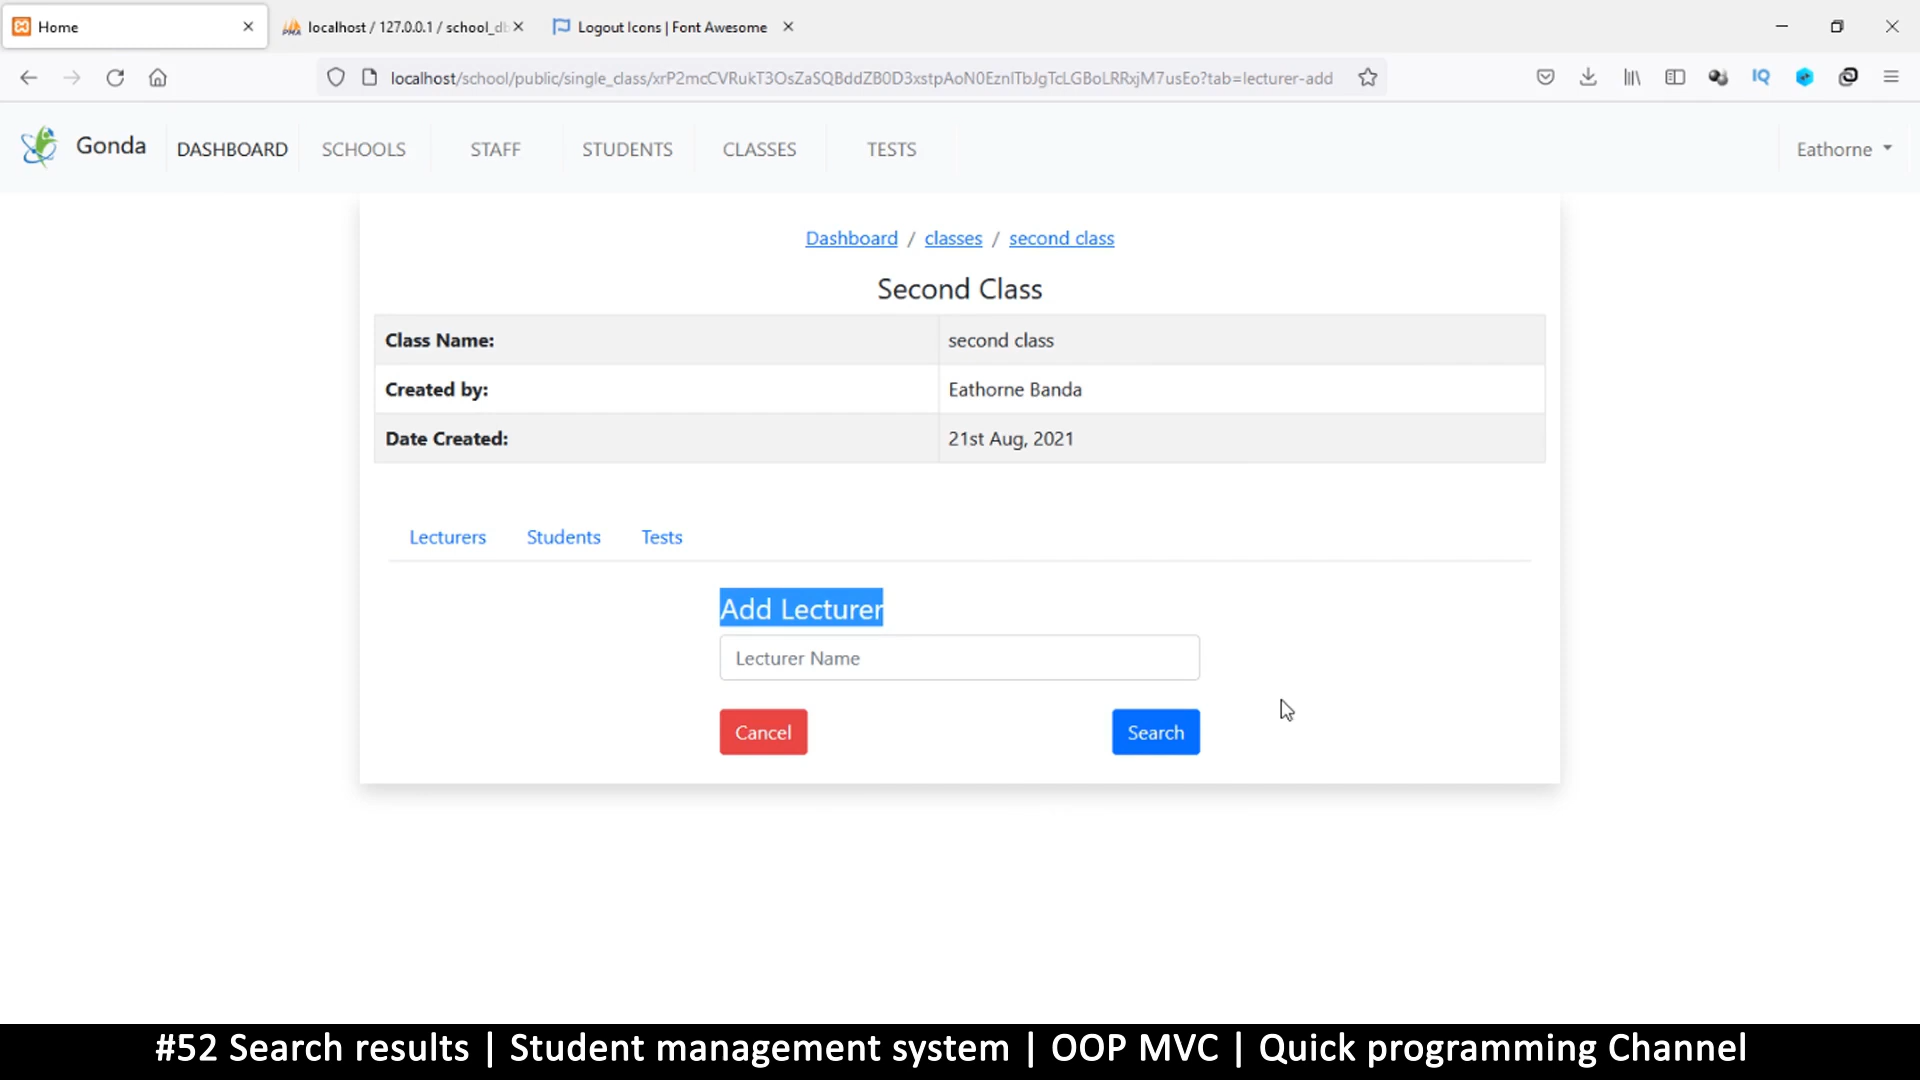 Home
localhost / 127.0.0.1 / school_db
Logout Icons | Font Awesome
localhost/school/public/single_class/xrP2mcCVRukT3OsZaSQBddZB0D3xstpAoN0EznITbJgTcLGBoLRRxjM7usEo?tab=lecturer-add
IQ
Gonda
DASHBOARD
SCHOOLS
STAFF
STUDENTS
CLASSES
TESTS
Eathorne
Dashboard / classes / second class
Second Class
Class Name: second class
Created by: Eathorne Banda
Date Created: 21st Aug, 2021
Lecturers Students Tests
Add Lecturer
Lecturer Name
Cancel Search
#52 Search results | Student management system | OOP MVC | Quick programming Channel